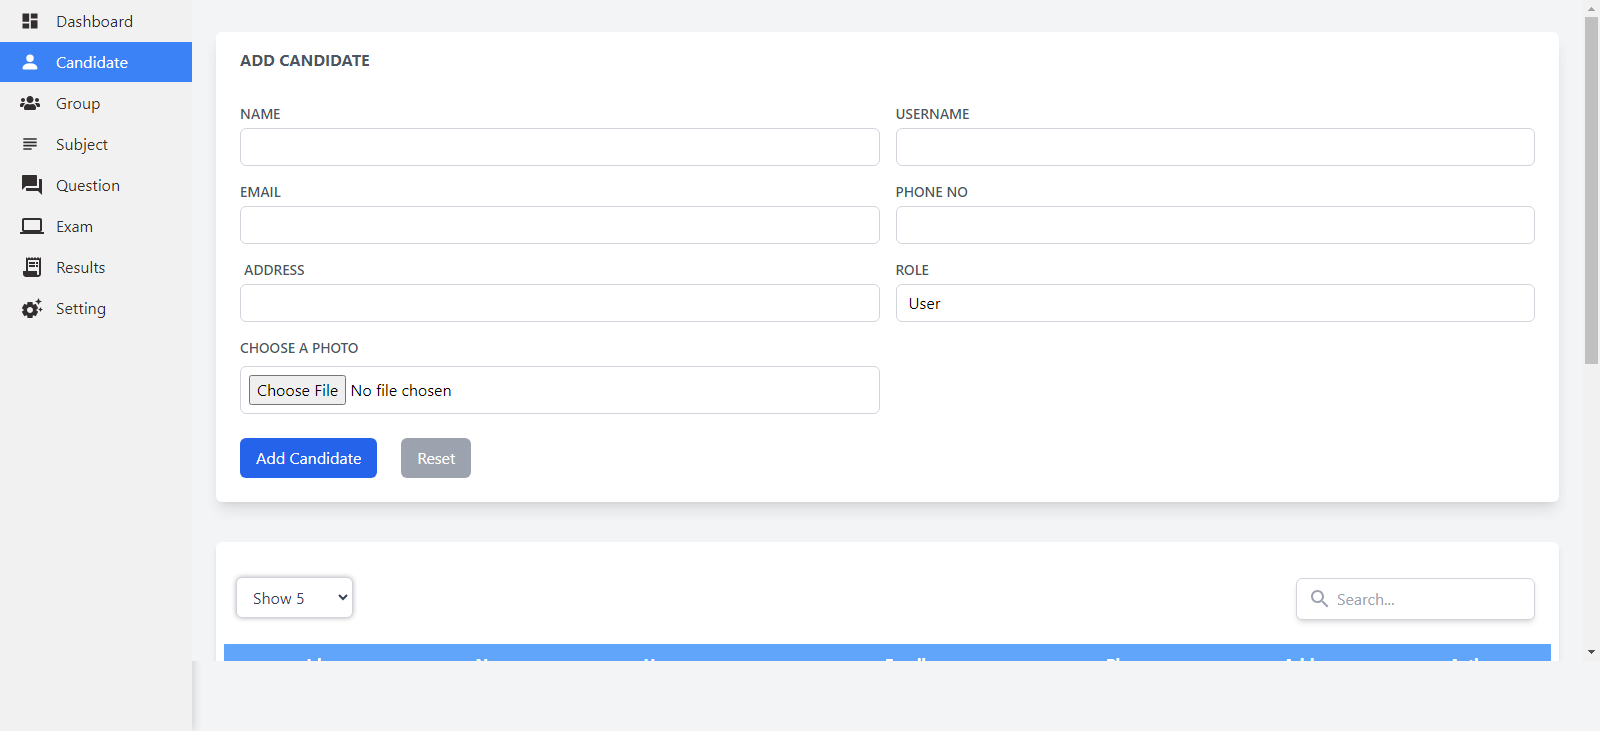 Dashboard
Candidate
Group
Subject
Question
Exam
Results
Setting
ADD CANDIDATE
NAME
USERNAME
EMAIL
PHONE NO
ADDRESS
ROLE
User
CHOOSE A PHOTO
Choose File No file chosen
Add Candidate
Reset
Show 5
Search...